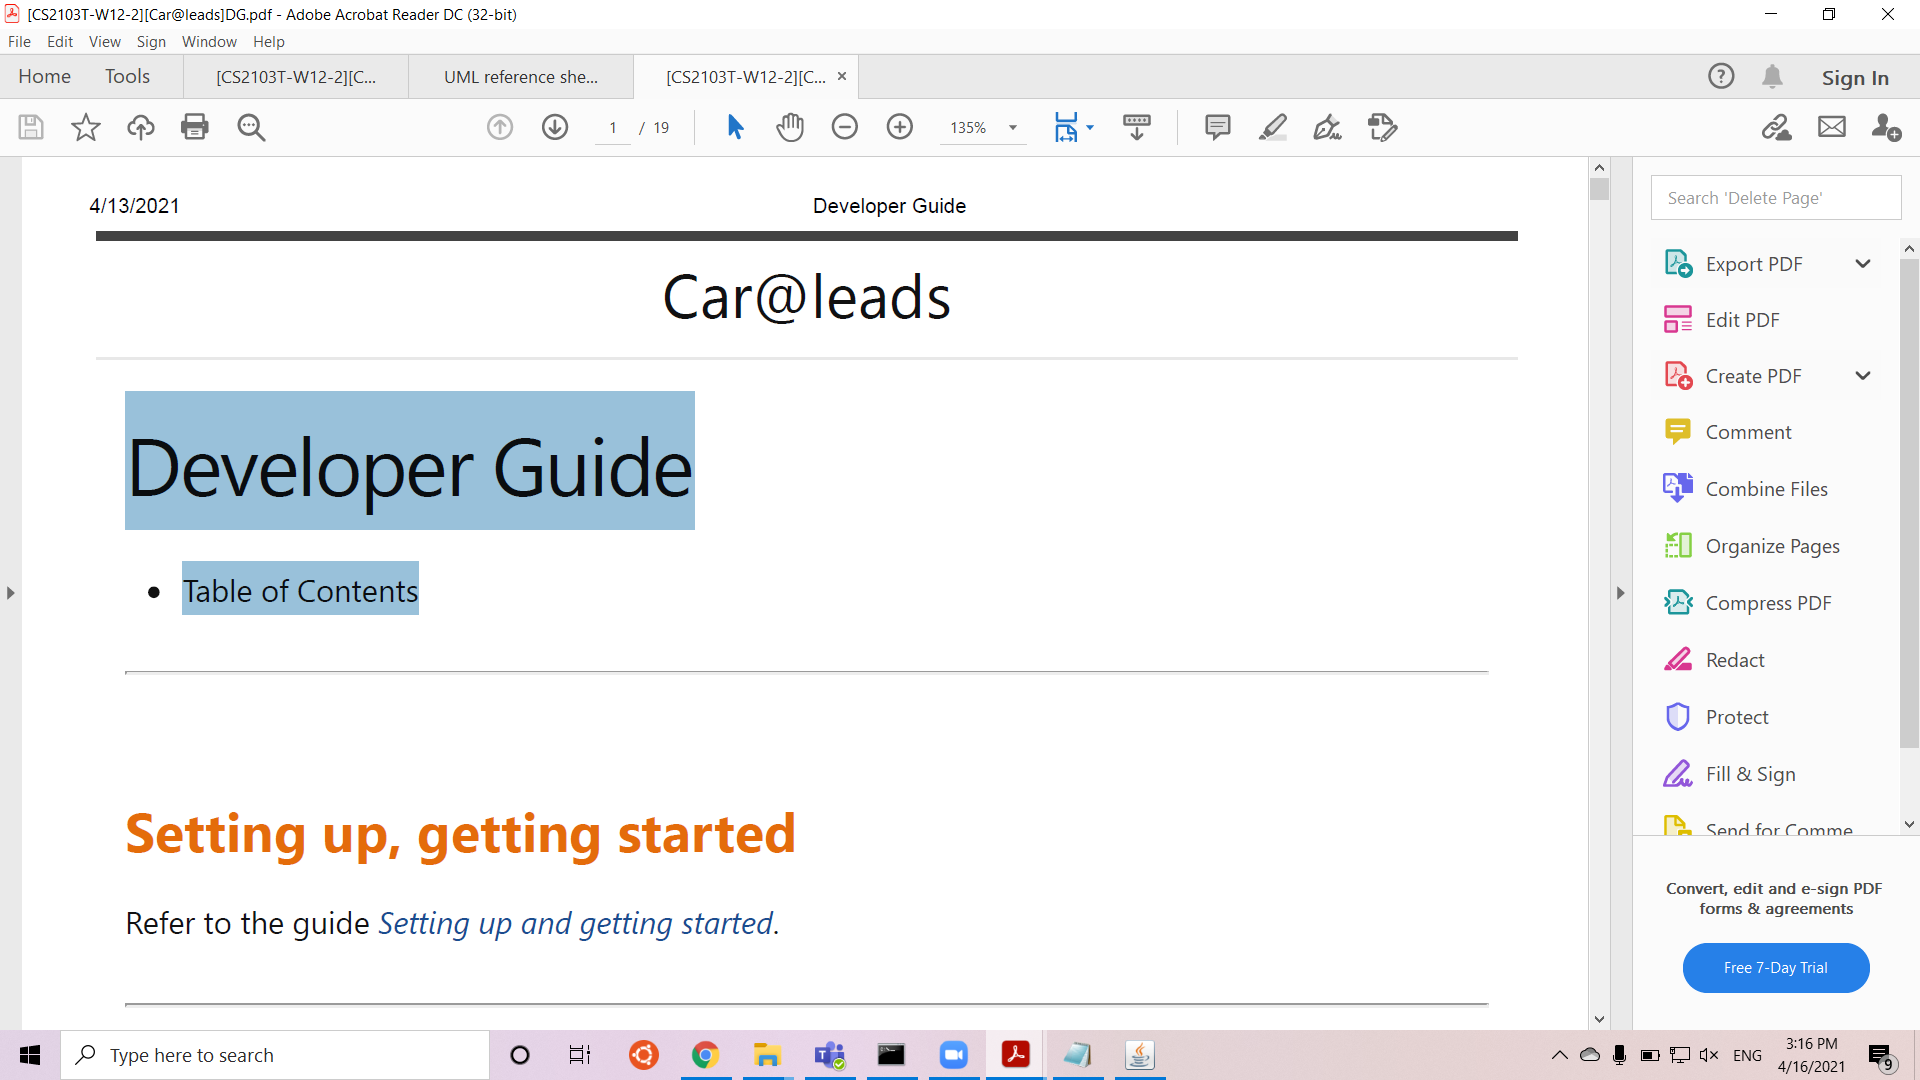 [CS2103T-W12-2][Car@leads]DG.pdf - Adobe Acrobat Reader DC (32-bit)
File Edit View Sign Window Help
Home Tools [CS2103T-W12-2][C... UML reference she... [CS2103T-W12-2][C... × Sign In
1 / 19 135%
4/13/2021 Developer Guide
Car@leads
Developer Guide
• Table of Contents
Setting up, getting started
Refer to the guide Setting up and getting started.
Search 'Delete Page'
Export PDF
Edit PDF
Create PDF
Comment
Combine Files
Organize Pages
Compress PDF
Redact
Protect
Fill & Sign
Send for Comme
Convert, edit and e-sign PDF
forms & agreements
Free 7-Day Trial
Type here to search
ENG
3:16 PM
4/16/2021
9